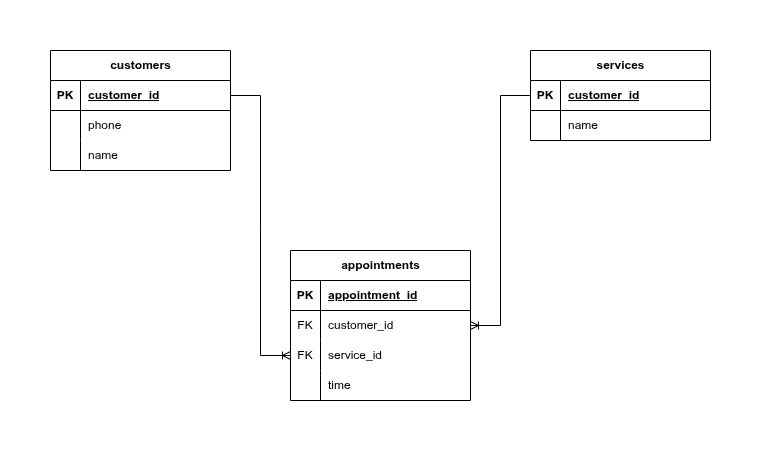 customers
PK customer_id
phone
name
services
PK customer_id
name
appointments
PK appointment_id
FK customer_id
FK service_id
time